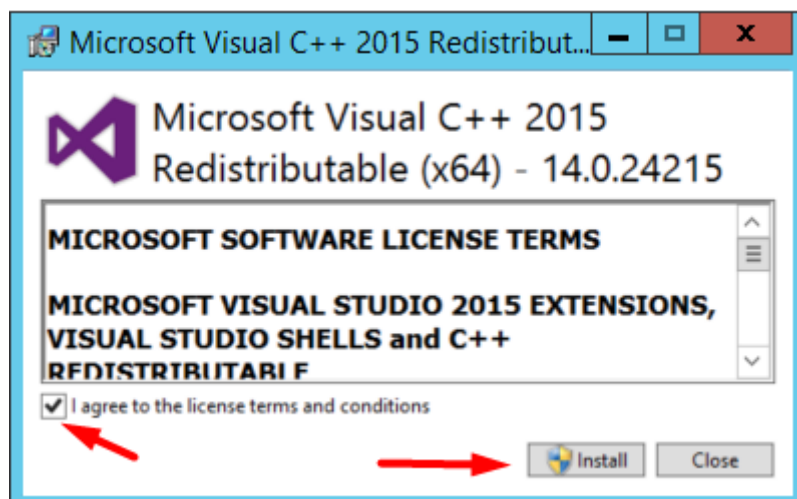 Microsoft Visual C++ 2015 Redistribut...
Microsoft Visual C++ 2015
Redistributable (x64) - 14.0.24215
MICROSOFT SOFTWARE LICENSE TERMS
MICROSOFT VISUAL STUDIO 2015 EXTENSIONS,
VISUAL STUDIO SHELLS and C++
REDISTRIBUTABLE
I agree to the license terms and conditions
Install Close